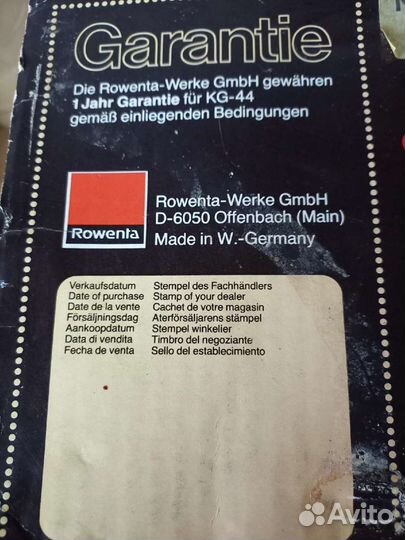 Garantie
Die Rowenta-Werke GmbH gewähren
1 Jahr Garantie für KG-44
gemäß einliegenden Bedingungen
Rowenta
Rowenta-Werke GmbH
D-6050 Offenbach (Main)
Made in W.-Germany
Verkaufsdatum Stempel des Fachhändlers
Date of purchase Stamp of your dealer
Date de la vente Cachet de votre magasin
Försäljningsdag Aterförsäljarens stämpel
Aankoopdatum Stempel winkelier
Data di vendita Timbro del negoziante
Fecha de venta Sello del establecimiento
Avito